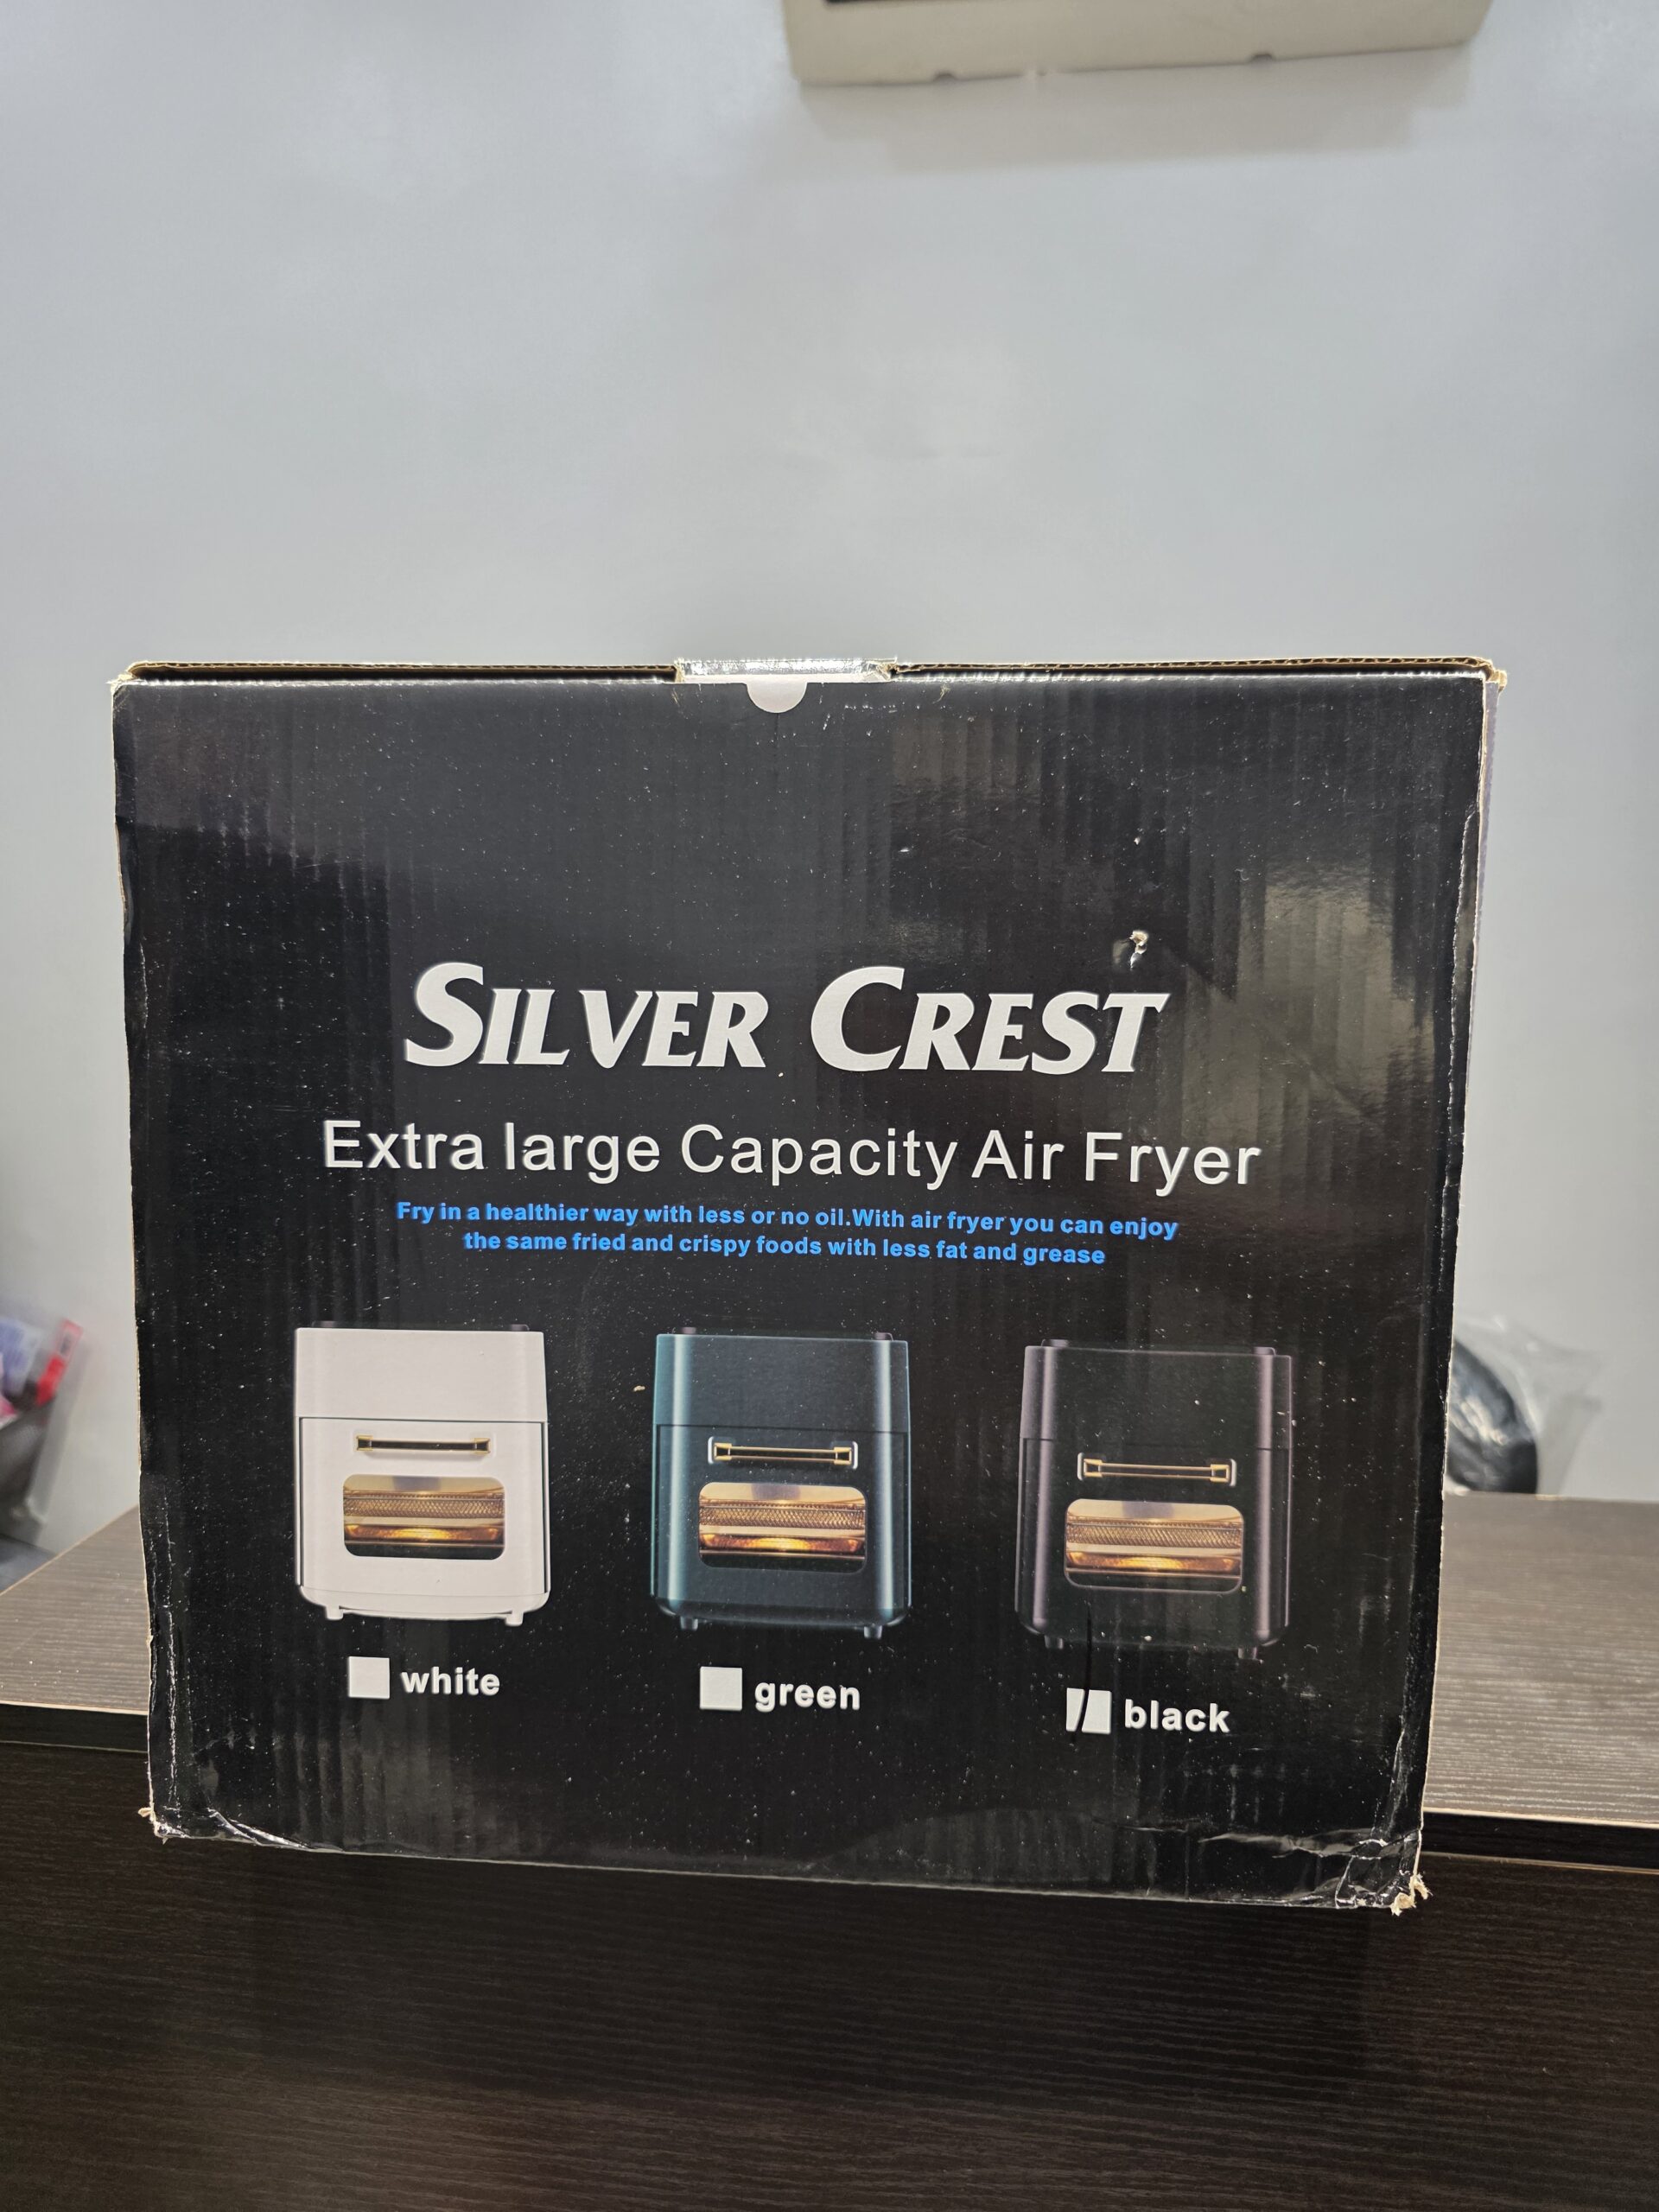 SILVER CREST
Extra large Capacity Air Fryer
Fry in a healthier way with less or no oil.With air fryer you can enjoy
the same fried and crispy foods with less fat and grease
white green black